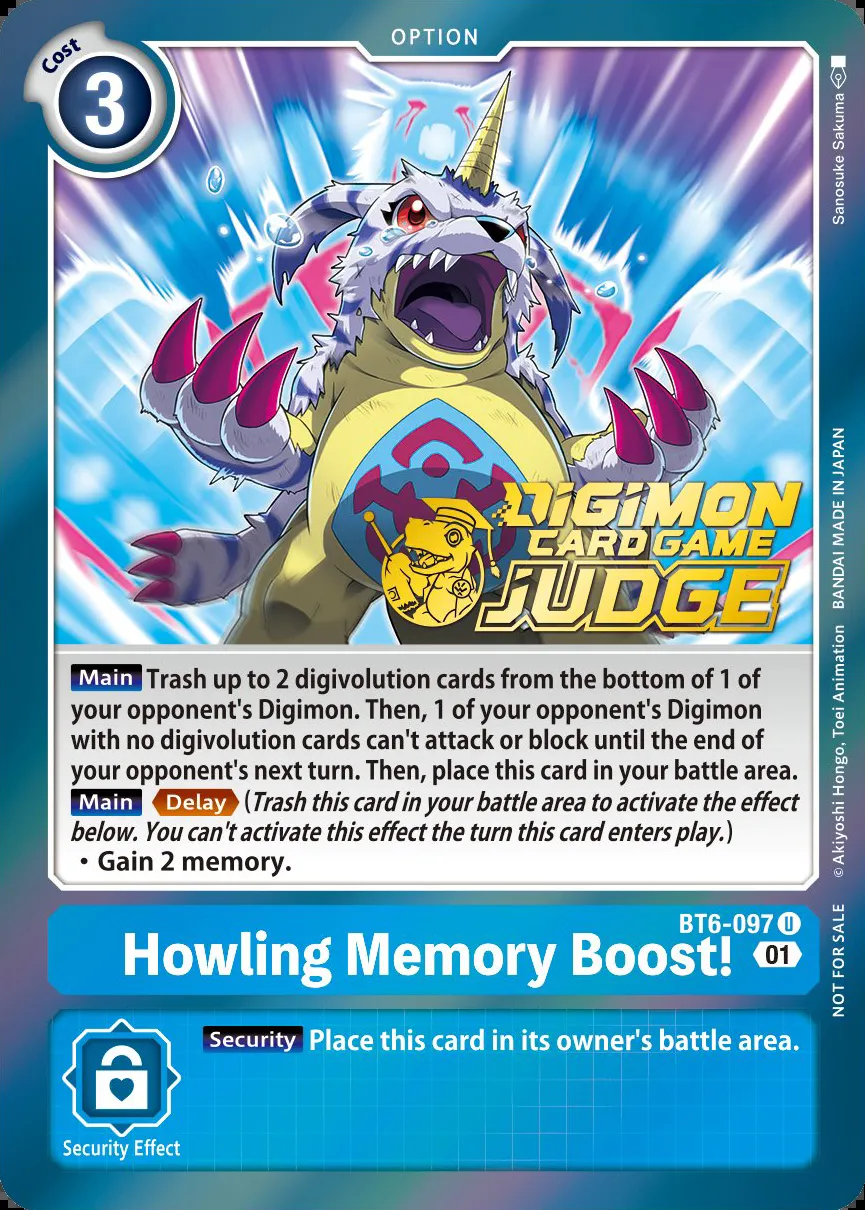 OPTION
Cost
3
Sanosuke Sakuma
DIGIMON
CARD GAME
JUDGE
Main Trash up to 2 digivolution cards from the bottom of 1 of
your opponent's Digimon. Then, 1 of your opponent's Digimon
with no digivolution cards can't attack or block until the end of
your opponent's next turn. Then, place this card in your battle area.
Main Delay (Trash this card in your battle area to activate the effect
below. You can't activate this effect the turn this card enters play.)
・Gain 2 memory.
© Akiyoshi Hongo, Toei Animation BANDAI MADE IN JAPAN
NOT FOR SALE
BT6-097 U
Howling Memory Boost! 01
Security Place this card in its owner's battle area.
Security Effect